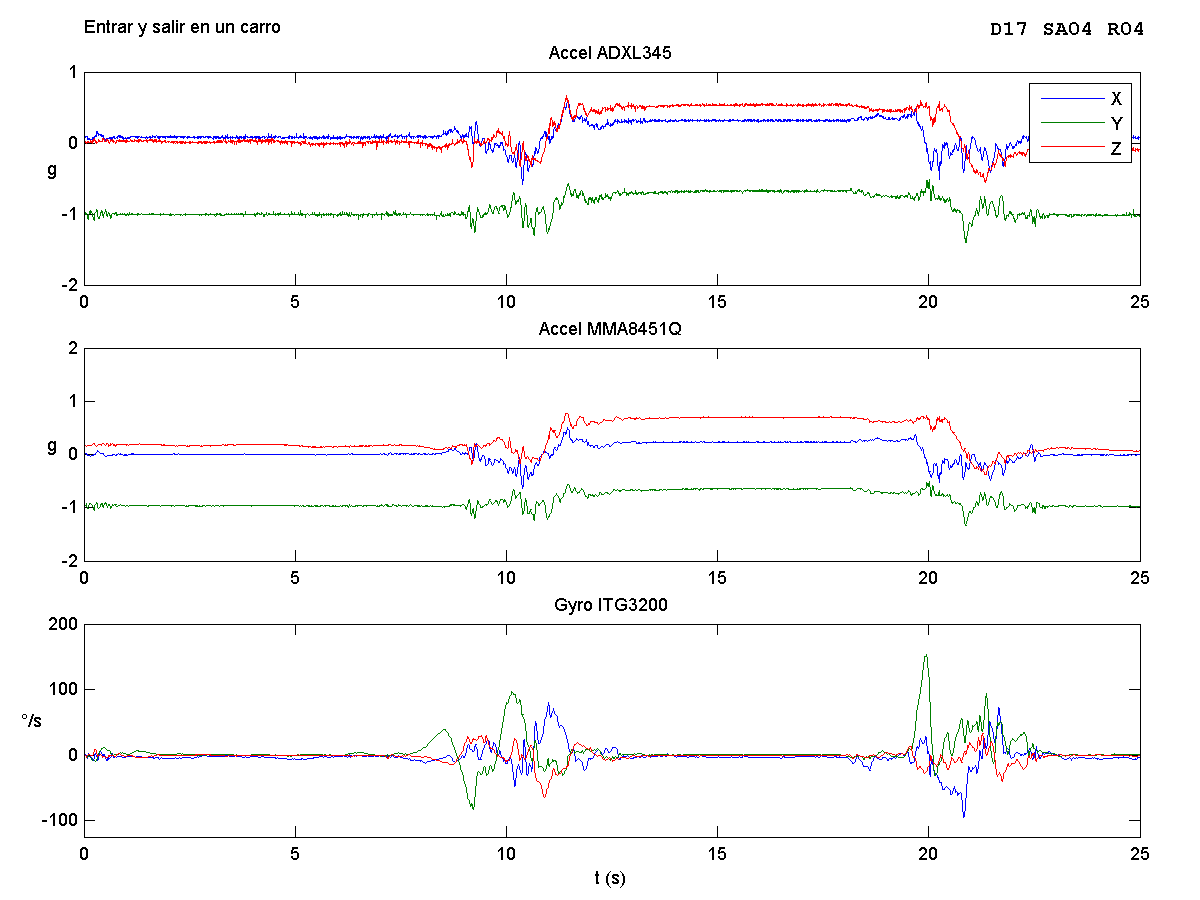 Entrar y salir en un carro
D17 SA04 R04
Accel ADXL345
1
0
-1
-2
g
X
Y
Z
0 5 10 15 20 25
Accel MMA8451Q
2
1
0
-1
-2
g
0 5 10 15 20 25
Gyro ITG3200
200
100
0
-100
°/s
0 5 10 15 20 25
t (s)